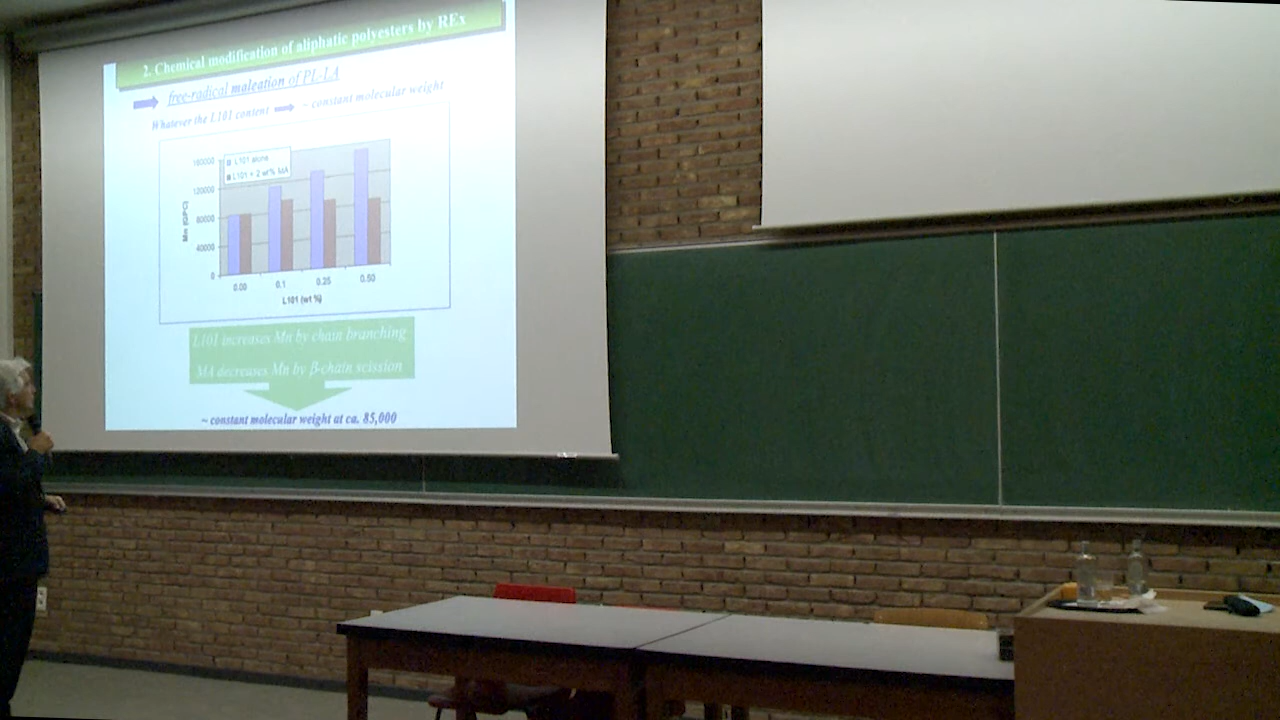 2. Chemical modification of aliphatic polyesters by REx
free-radical maleation of PL-LA
Whatever the L101 content ~ constant molecular weight
L101 alone
L101 + 2 wt% MA
160000
120000
80000
40000
0
Mn (GPC)
0.00 0.1 0.25 0.50
L101 (wt %)
L101 increases Mn by chain branching
MA decreases Mn by β-chain scission
~ constant molecular weight at ca. 85,000